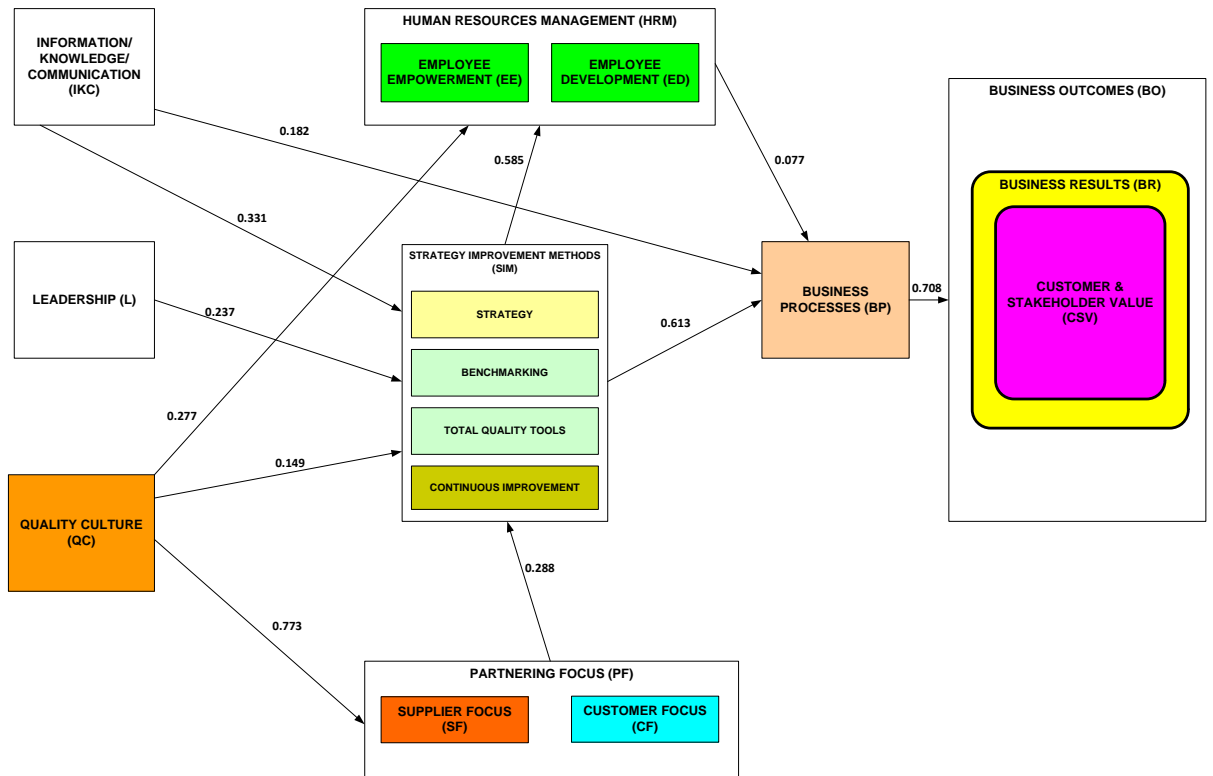 INFORMATION/
KNOWLEDGE/
COMMUNICATION
(IKC)
HUMAN RESOURCES MANAGEMENT (HRM)
EMPLOYEE
EMPOWERMENT (EE)
EMPLOYEE
DEVELOPMENT (ED)
BUSINESS OUTCOMES (BO)
0.182
0.585
0.077
BUSINESS RESULTS (BR)
0.331
STRATEGY IMPROVEMENT METHODS
(SIM)
LEADERSHIP (L)
0.237
STRATEGY
BENCHMARKING
TOTAL QUALITY TOOLS
CONTINUOUS IMPROVEMENT
0.613
BUSINESS
PROCESSES (BP)
0.708
CUSTOMER &
STAKEHOLDER VALUE
(CSV)
0.277
0.149
QUALITY CULTURE
(QC)
0.288
0.773
PARTNERING FOCUS (PF)
SUPPLIER FOCUS
(SF)
CUSTOMER FOCUS
(CF)